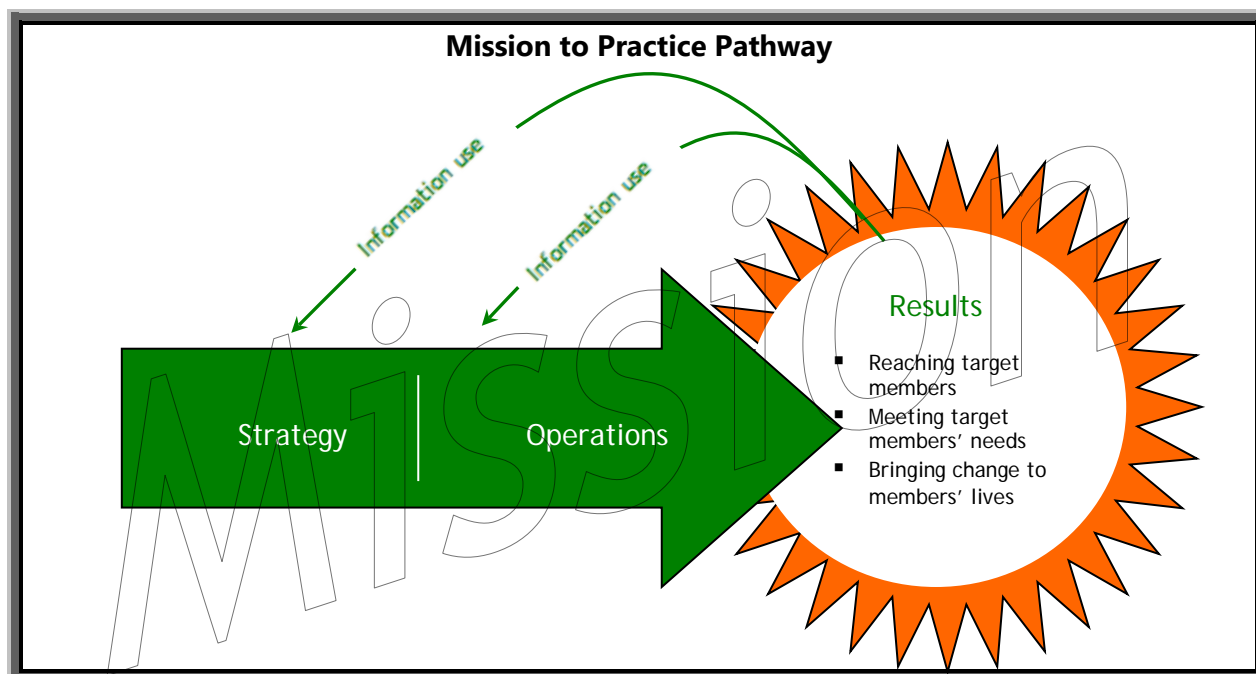 Mission to Practice Pathway
Information use
Information use
Mission
Strategy
Operations
Results
▪ Reaching target
members
▪ Meeting target
members’ needs
▪ Bringing change to
members’ lives